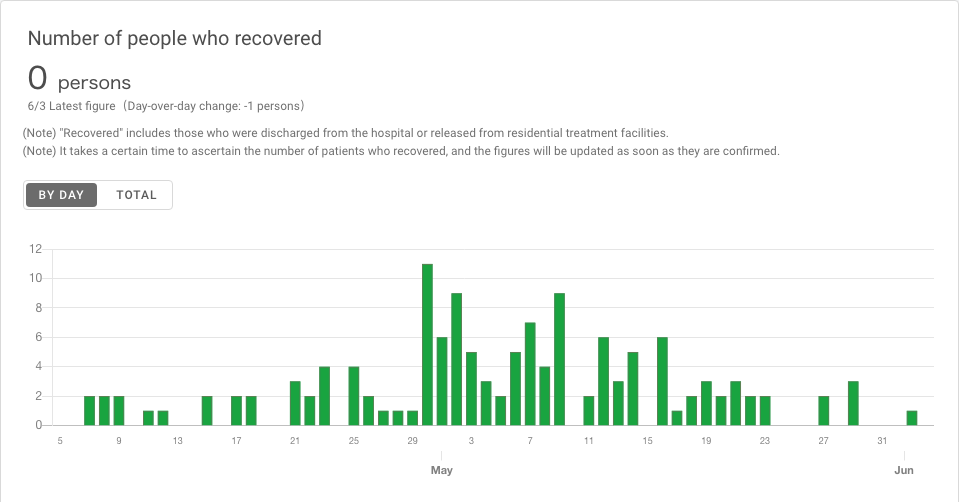 Number of people who recovered
0 persons
6/3 Latest figure (Day-over-day change: -1 persons)
(Note) "Recovered" includes those who were discharged from the hospital or released from residential treatment facilities.
(Note) It takes a certain time to ascertain the number of patients who recovered, and the figures will be updated as soon as they are confirmed.
BY DAY TOTAL
12
10
8
6
4
2
0
5 9 13 17 21 25 29 3 7 11 15 19 23 27 31
May Jun